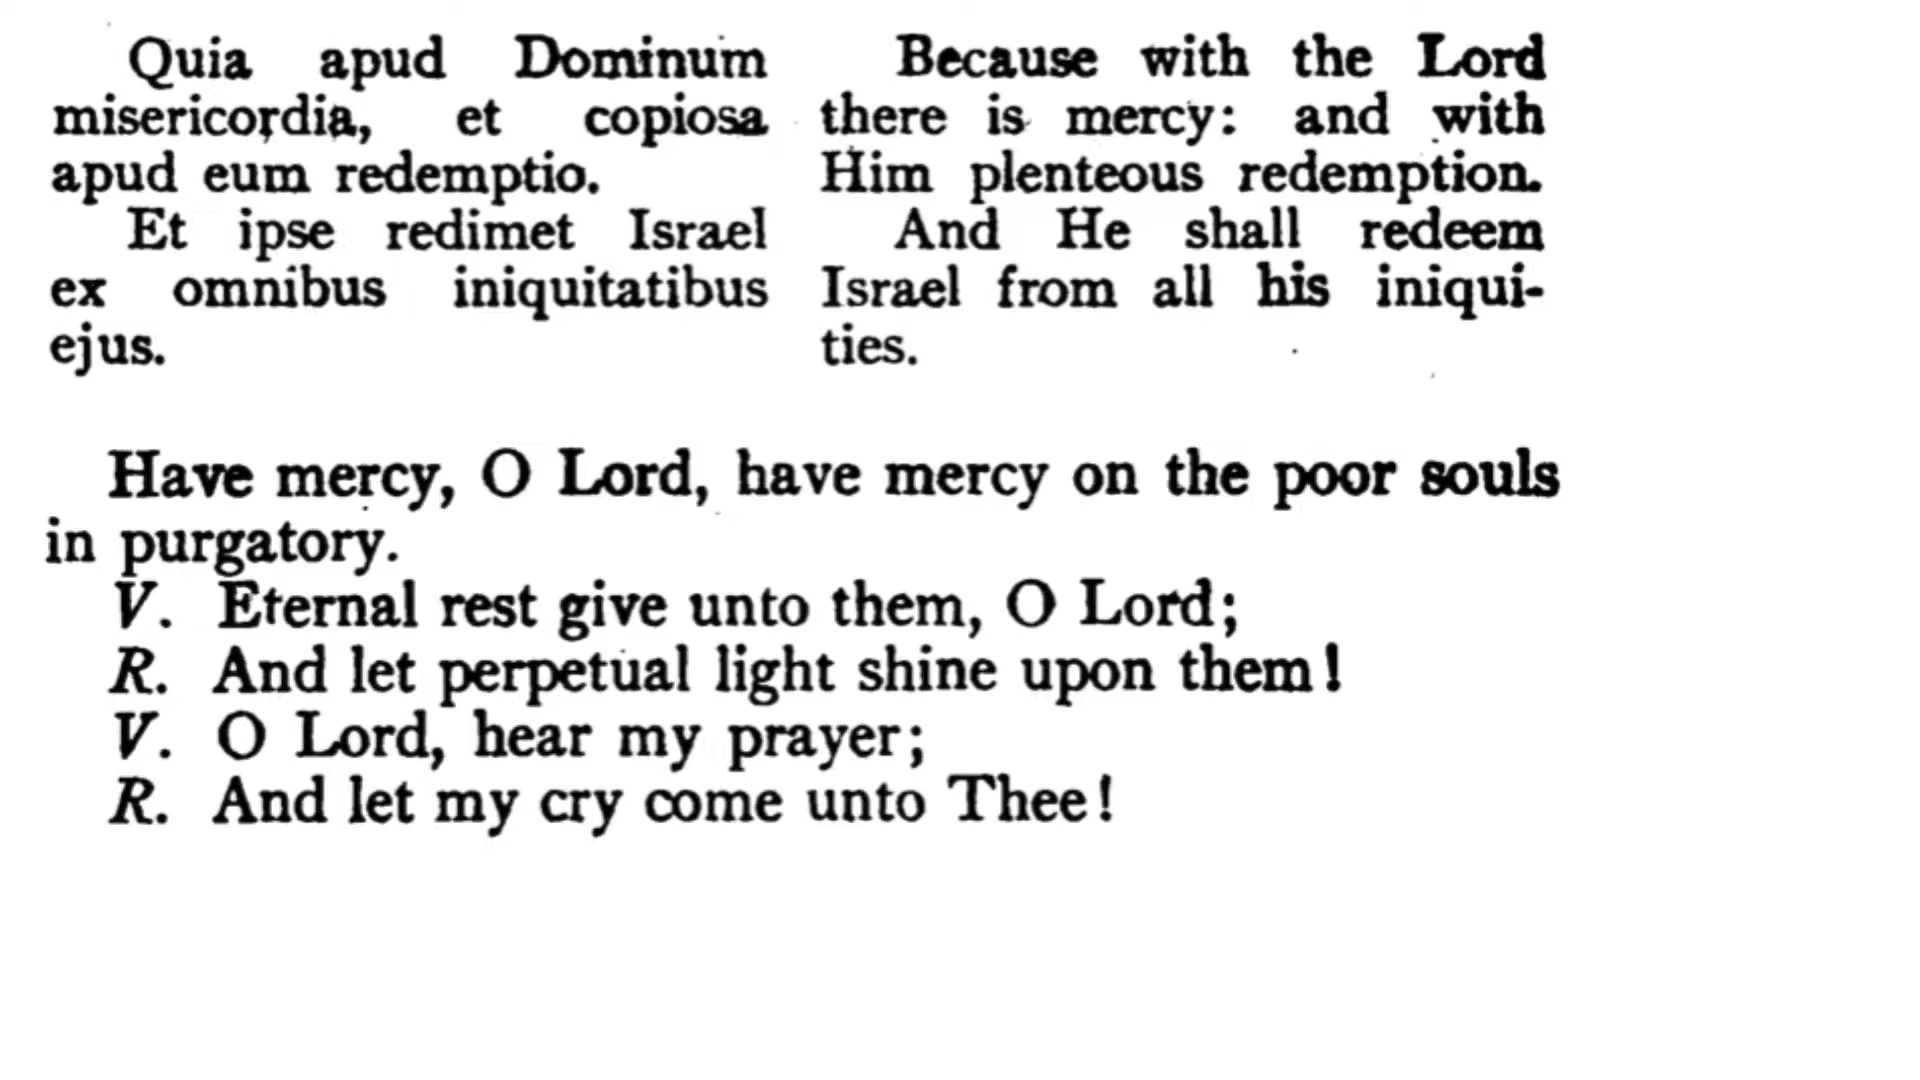 Quia apud Dominum
misericordia, et copiosa
apud eum redemptio.
Et ipse redimet Israel
ex omnibus iniquitatibus
ejus.
Because with the Lord
there is mercy: and with
Him plenteous redemption.
And He shall redeem
Israel from all his iniqui-
ties.
Have mercy, O Lord, have mercy on the poor souls
in purgatory.
V. Eternal rest give unto them, O Lord;
R. And let perpetual light shine upon them!
V. O Lord, hear my prayer;
R. And let my cry come unto Thee!